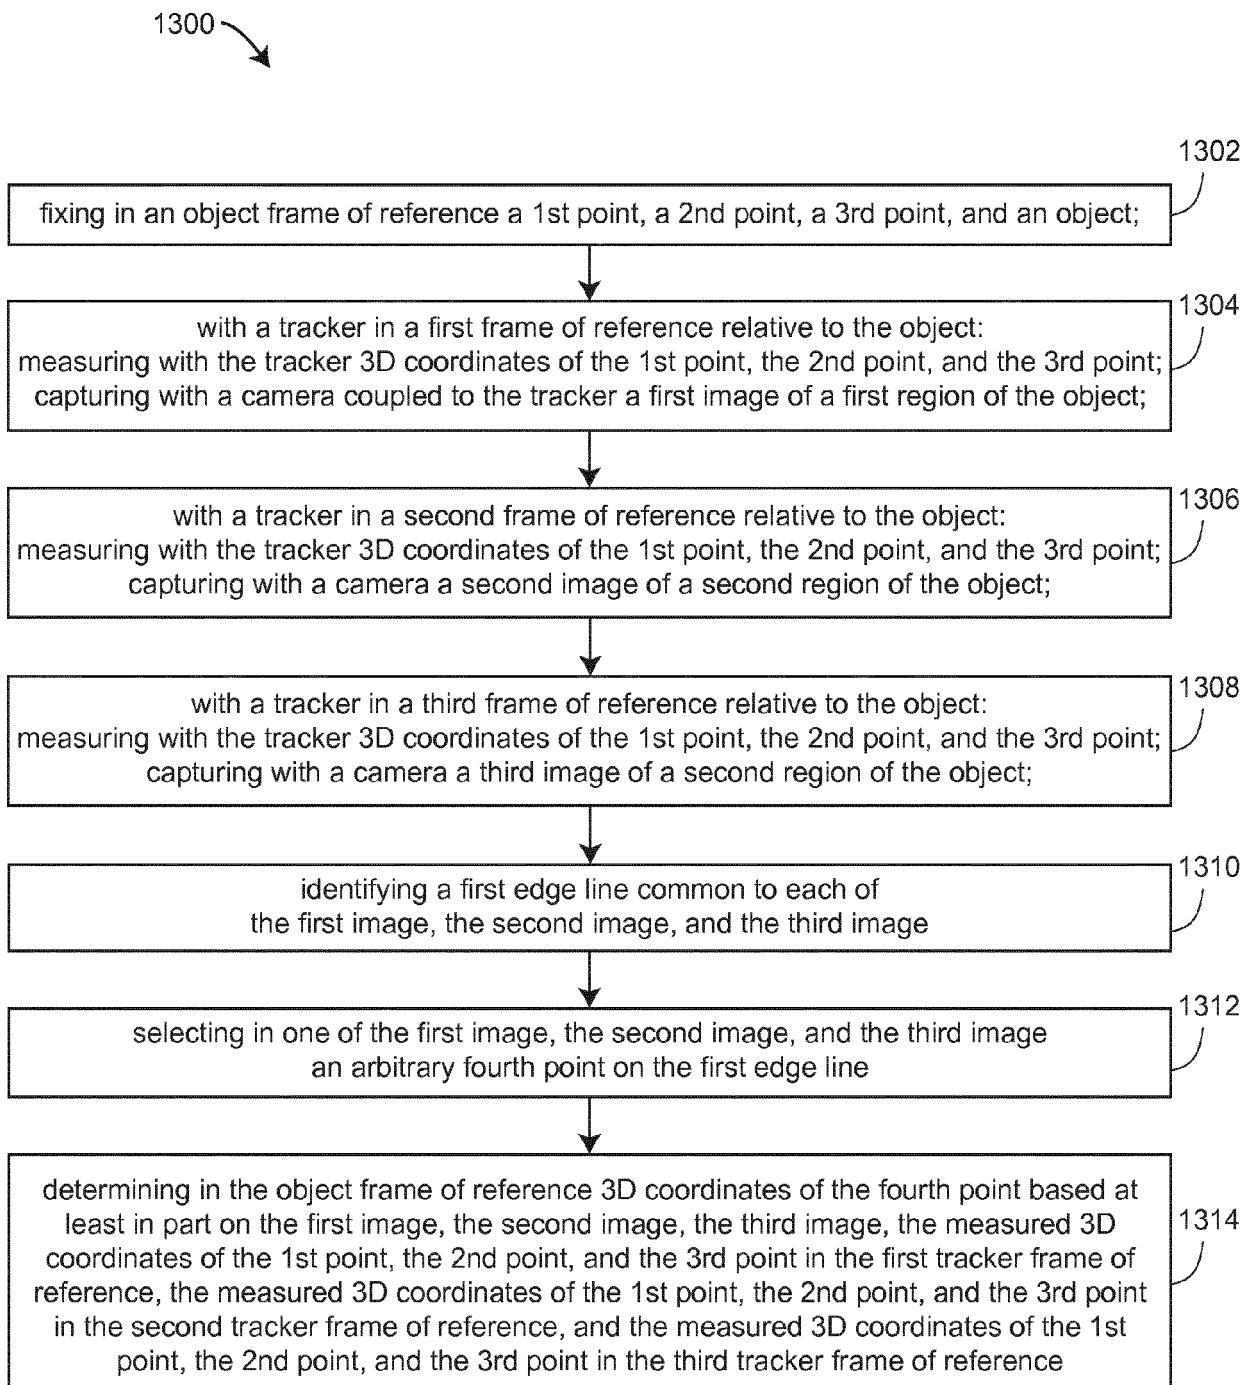 1300
1302
fixing in an object frame of reference a 1st point, a 2nd point, a 3rd point, and an object;
1304
with a tracker in a first frame of reference relative to the object:
measuring with the tracker 3D coordinates of the 1st point, the 2nd point, and the 3rd point;
capturing with a camera coupled to the tracker a first image of a first region of the object;
1306
with a tracker in a second frame of reference relative to the object:
measuring with the tracker 3D coordinates of the 1st point, the 2nd point, and the 3rd point;
capturing with a camera a second image of a second region of the object;
1308
with a tracker in a third frame of reference relative to the object:
measuring with the tracker 3D coordinates of the 1st point, the 2nd point, and the 3rd point;
capturing with a camera a third image of a second region of the object;
1310
identifying a first edge line common to each of
the first image, the second image, and the third image
1312
selecting in one of the first image, the second image, and the third image
an arbitrary fourth point on the first edge line
1314
determining in the object frame of reference 3D coordinates of the fourth point based at
least in part on the first image, the second image, the third image, the measured 3D
coordinates of the 1st point, the 2nd point, and the 3rd point in the first tracker frame of
reference, the measured 3D coordinates of the 1st point, the 2nd point, and the 3rd point
in the second tracker frame of reference, and the measured 3D coordinates of the 1st
point, the 2nd point, and the 3rd point in the third tracker frame of reference